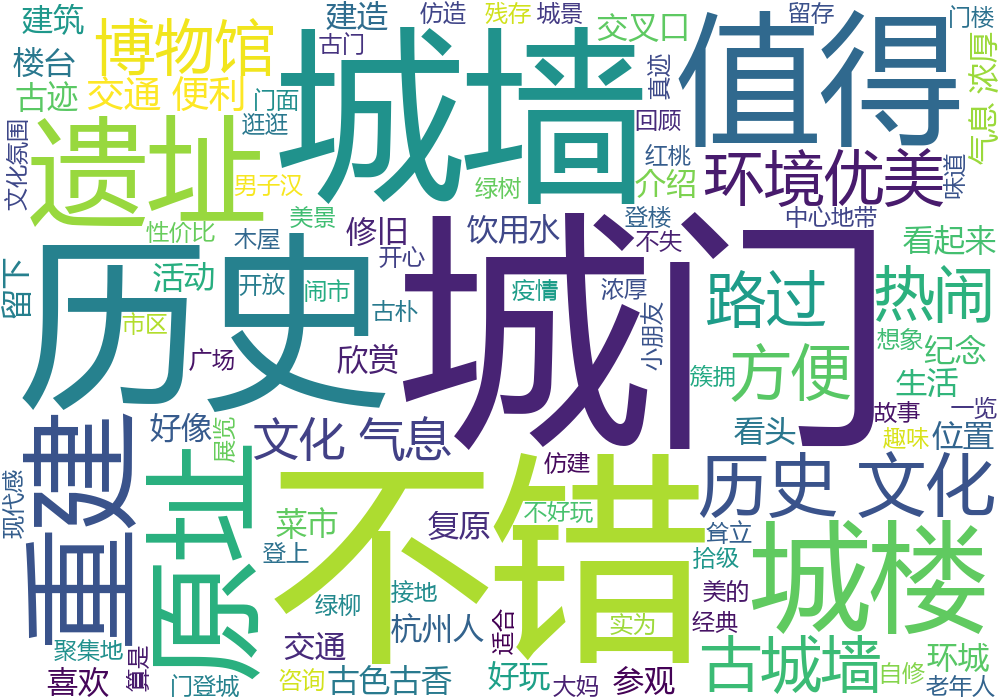 建筑
博物馆
建造
仿造
残存
城景
留存
门楼
古门
交叉口
值得
浓厚
楼台
城墙
真迹
古迹
交通 便利
门面
回顾
气息
遗址
逛逛
红桃
环境优美
文化氛围
男子汉
绿树
介绍
味道
美景
修旧
饮用水
登楼
中心地带
性价比
木屋
开心
不失
看起来
历史
城门
留下
活动
开放
闹市
疫情
浓厚
路过
热闹
市区
古朴
小朋友
想象
纪念
广场
欣赏
簇拥
方便
生活
重建
好像
展览
文化 气息
看头
故事
一览
趣味
位置
原址
不错
仿建
历史 文化
现代感
菜市
复原
不好玩
耸立
城楼
登上
拾级
绿柳
接地
美的
杭州人
适合
实为
经典
聚集地
算是
交通
古城墙
环城
喜欢
门登城
咨询
古色古香
好玩
大妈
参观
自修
老年人